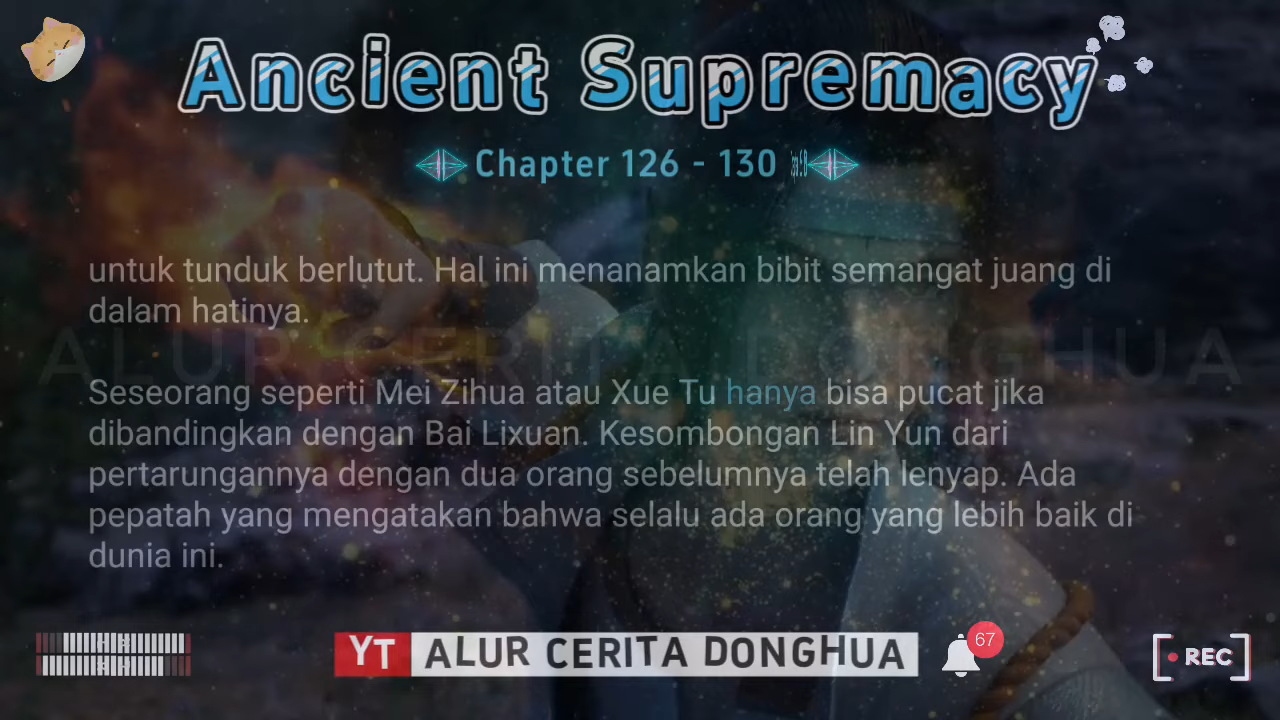 Ancient Supremacy
Chapter 126 - 130
untuk tunduk berlutut. Hal ini menanamkan bibit semangat juang di
dalam hatinya.
ALUR CERITA DONGHUA
Seseorang seperti Mei Zihua atau Xue Tu hanya bisa pucat jika
dibandingkan dengan Bai Lixuan. Kesombongan Lin Yun dari
pertarungannya dengan dua orang sebelumnya telah lenyap. Ada
pepatah yang mengatakan bahwa selalu ada orang yang lebih baik di
dunia ini.
YT ALUR CERITA DONGHUA 67
REC